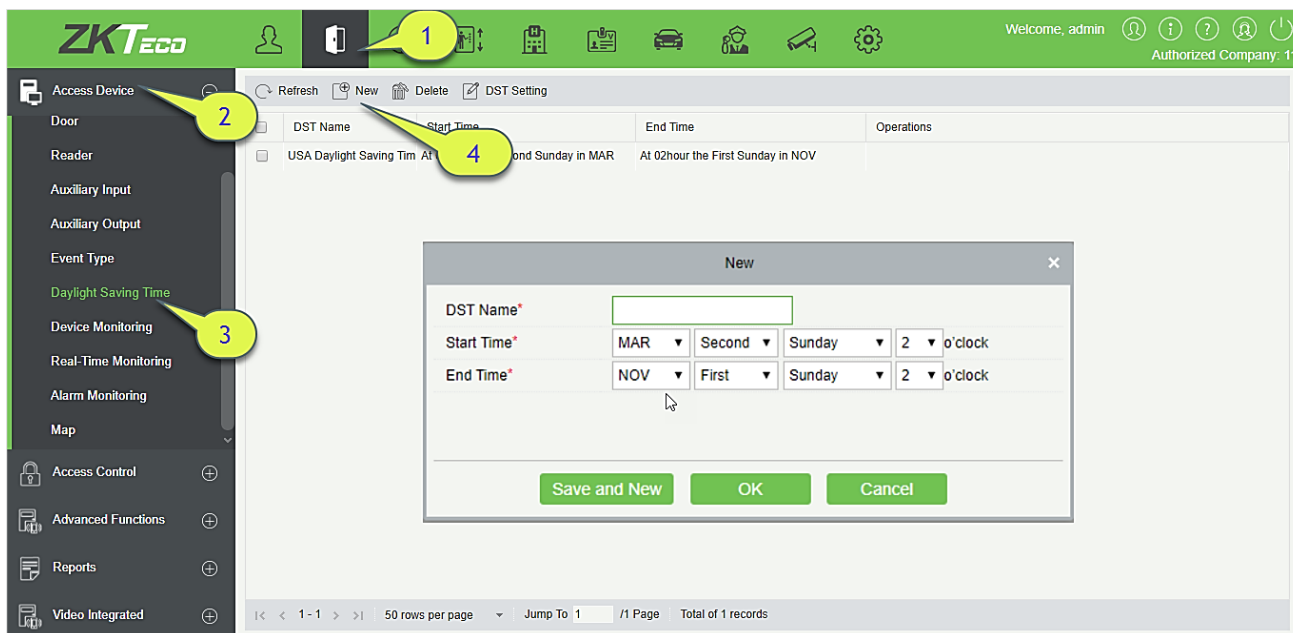 ZKTECO
1
Welcome, admin
Authorized Company: 1
Access Device
2
Door
Reader
Auxiliary Input
Auxiliary Output
Event Type
Daylight Saving Time
3
Device Monitoring
Real-Time Monitoring
Alarm Monitoring
Map
Access Control
Advanced Functions
Reports
Video Integrated
Refresh New Delete DST Setting
4
DST Name Start Time End Time Operations
USA Daylight Saving Tim At ond Sunday in MAR At 02hour the First Sunday in NOV
New
DST Name*
Start Time* MAR Second Sunday 2 o'clock
End Time* NOV First Sunday 2 o'clock
Save and New OK Cancel
1 - 1 50 rows per page Jump To 1 /1 Page Total of 1 records